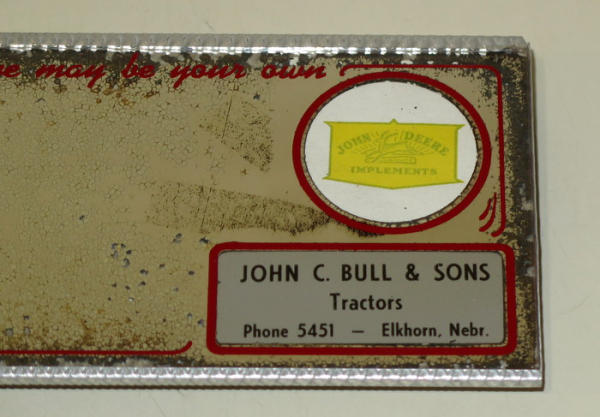 may be your own
JOHN DEERE
IMPLEMENTS
JOHN C. BULL & SONS
Tractors
Phone 5451 — Elkhorn, Nebr.